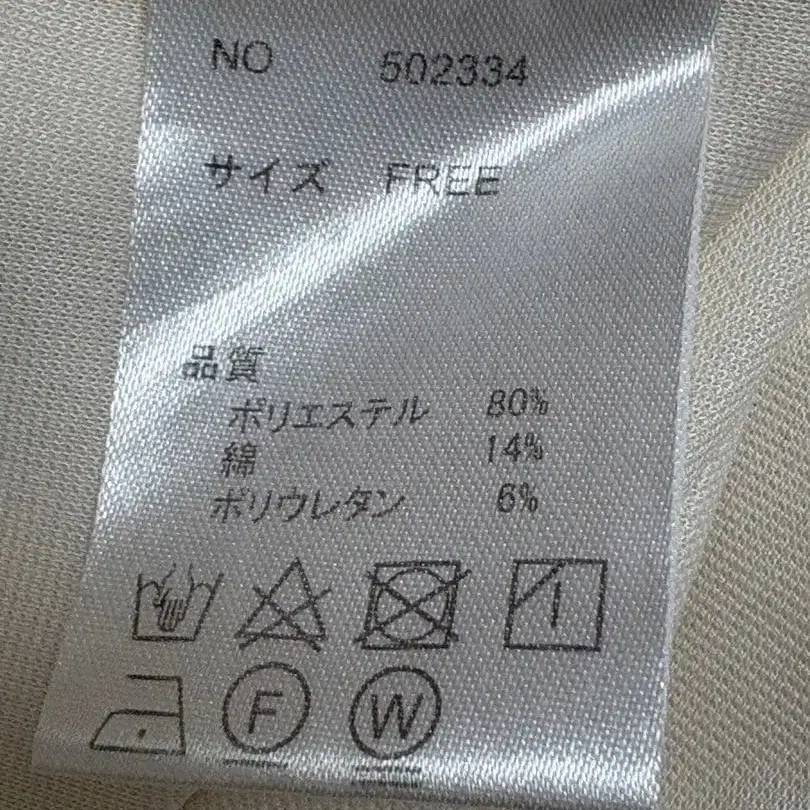 NO 502334
サイズ FREE
品質
ポリエステル 80%
綿 14%
ポリウレタン 6%
F W